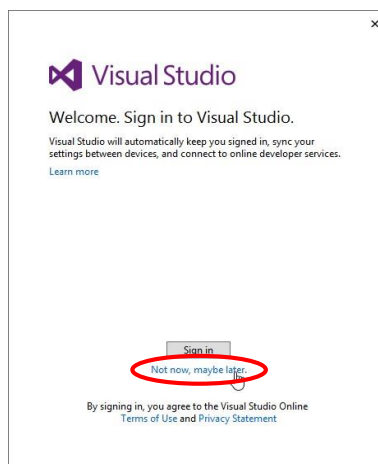 Visual Studio
Welcome. Sign in to Visual Studio.
Visual Studio will automatically keep you signed in, sync your
settings between devices, and connect to online developer services.
Learn more
Sign in
Not now, maybe later.
By signing in, you agree to the Visual Studio Online
Terms of Use and Privacy Statement